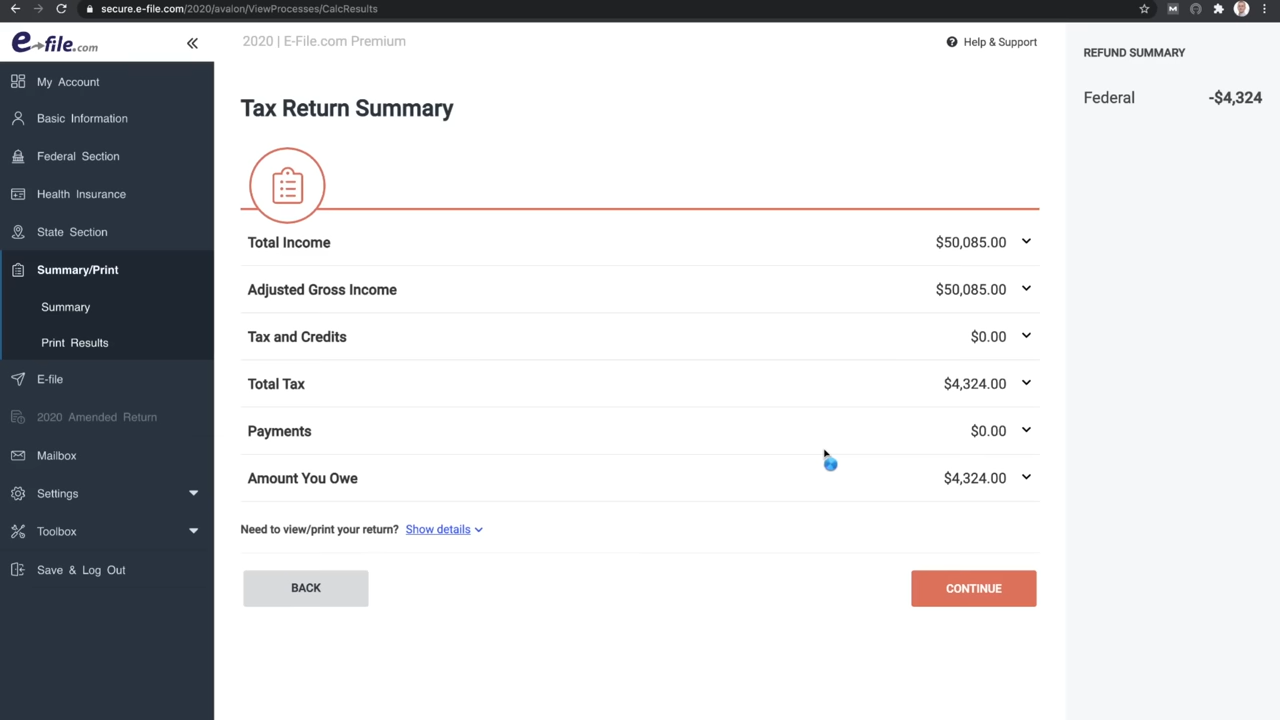 secure.e-file.com/2020/avalon/ViewProcesses/CalcResults
e-file.com
My Account
Basic Information
Federal Section
Health Insurance
State Section
Summary/Print
Summary
Print Results
E-file
2020 Amended Return
Mailbox
Settings
Toolbox
Save & Log Out
2020 | E-File.com Premium
Help & Support
Tax Return Summary
Total Income $50,085.00
Adjusted Gross Income $50,085.00
Tax and Credits $0.00
Total Tax $4,324.00
Payments $0.00
Amount You Owe $4,324.00
Need to view/print your return? Show details
BACK
CONTINUE
REFUND SUMMARY
Federal -$4,324